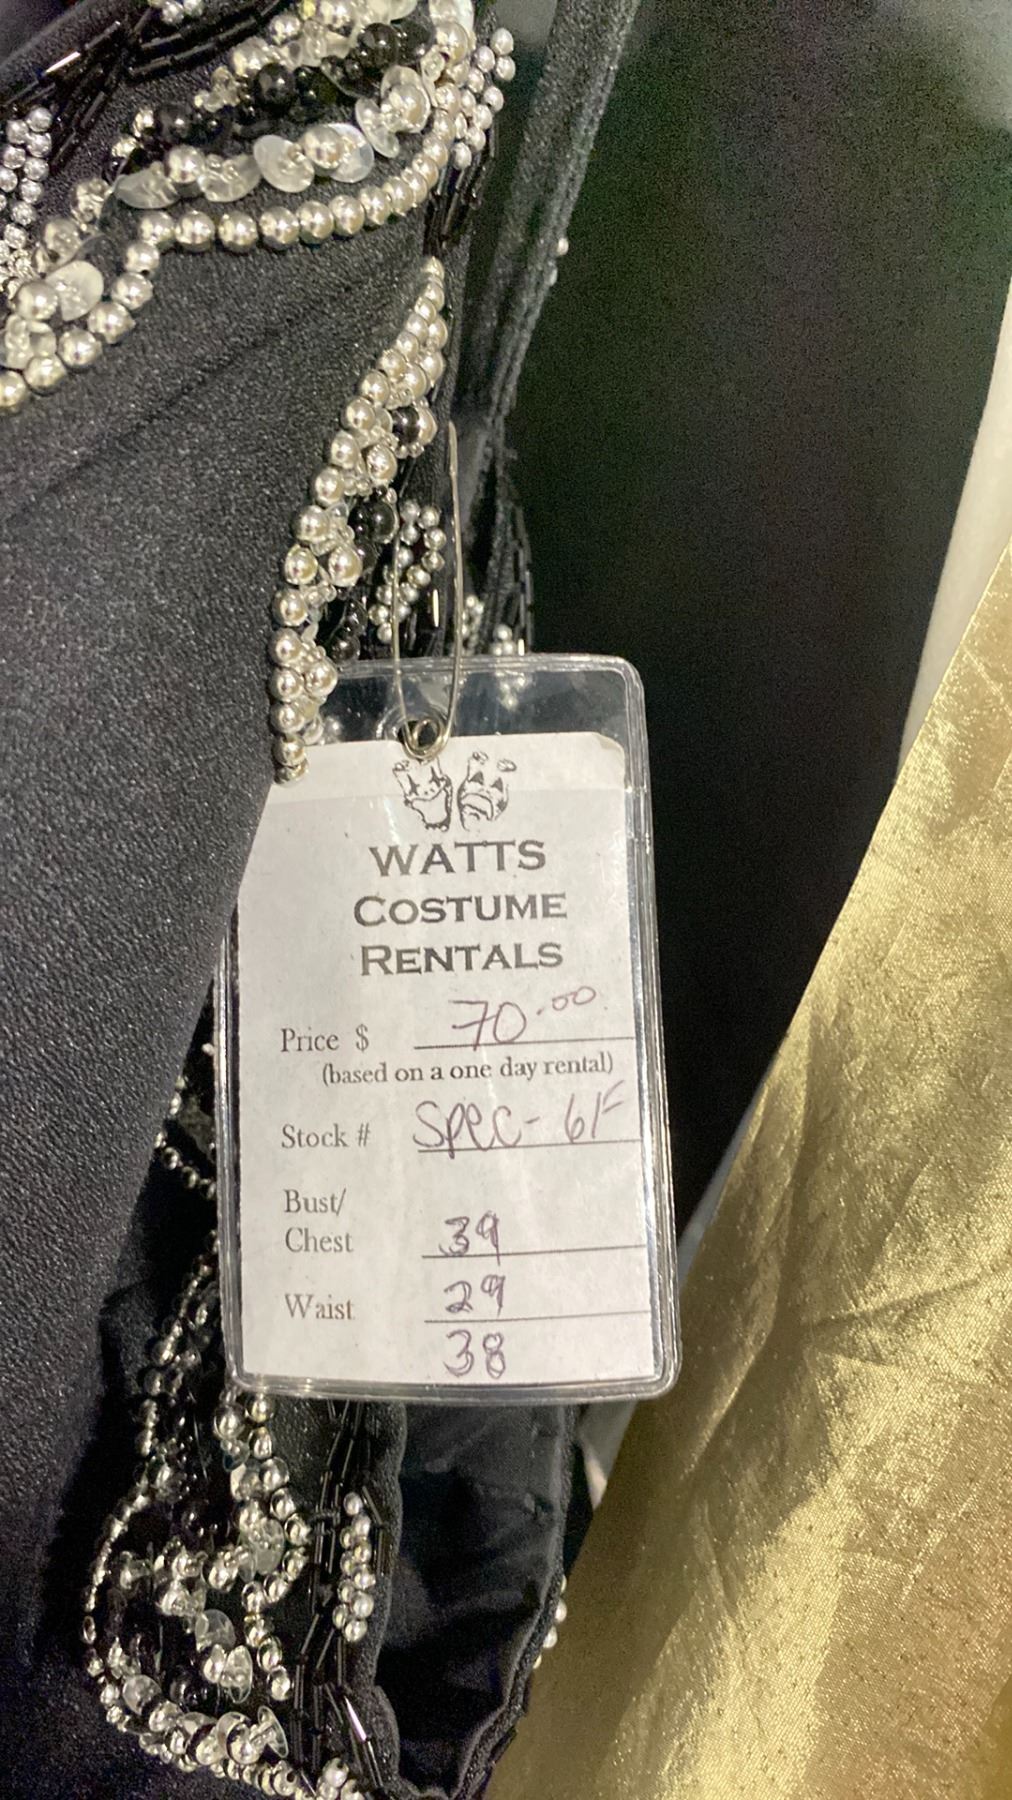 WATTS
COSTUME
RENTALS
Price $ 70.00
(based on a one day rental)
Stock # Spec-61F
Bust/
Chest 39
Waist 29
38